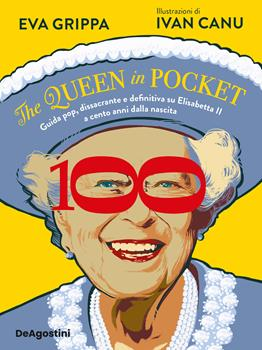 EVA GRIPPA
Illustrazioni di
IVAN CANU
The QUEEN in POCKET
Guida pop, dissacrante e definitiva su Elisabetta II
a cento anni dalla nascita
100
DeAGOSTINI